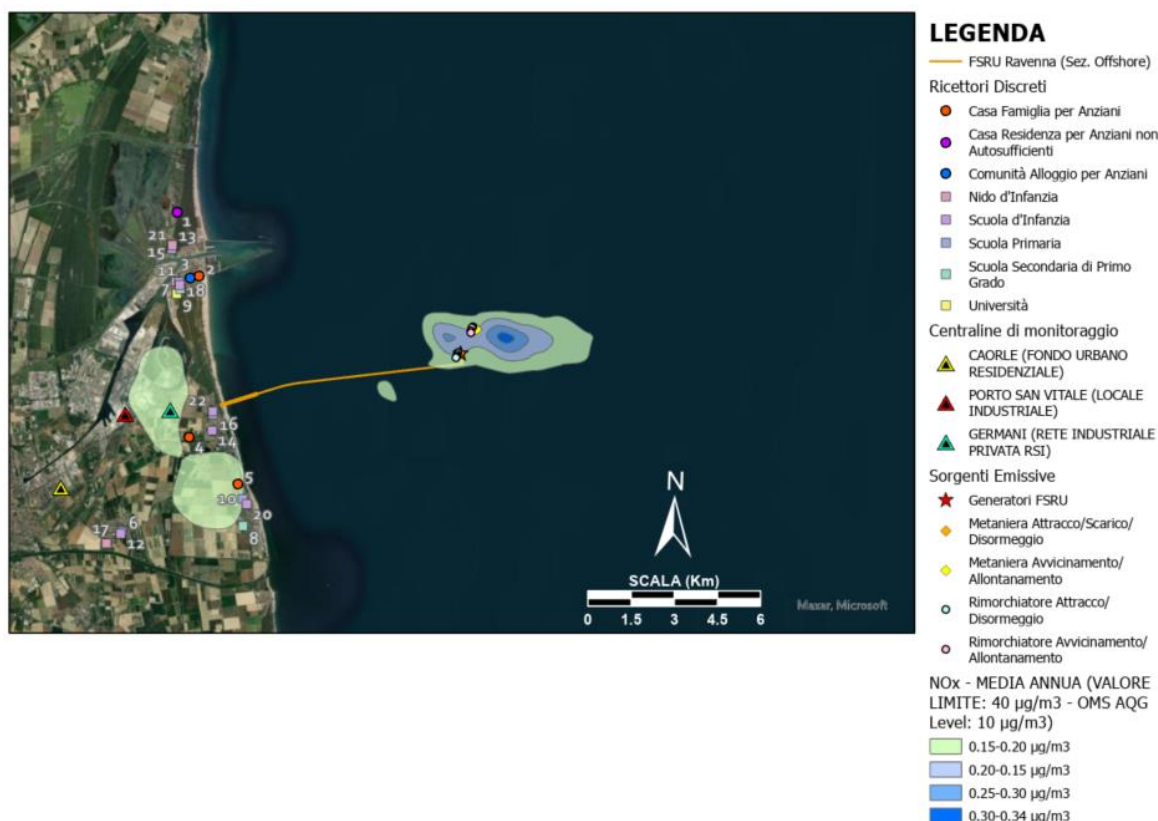 1
21
13
15
3
2
11
7
18
9
22
16
14
4
5
10
20
8
6
17
12
N
SCALA (Km)
0 1.5 3 4.5 6
Maxar, Microsoft
LEGENDA
FSRU Ravenna (Sez. Offshore)
Ricettori Discreti
Casa Famiglia per Anziani
Casa Residenza per Anziani non
Autosufficienti
Comunità Alloggio per Anziani
Nido d'Infanzia
Scuola d'Infanzia
Scuola Primaria
Scuola Secondaria di Primo
Grado
Università
Centraline di monitoraggio
CAORLE (FONDO URBANO
RESIDENZIALE)
PORTO SAN VITALE (LOCALE
INDUSTRIALE)
GERMANI (RETE INDUSTRIALE
PRIVATA RSI)
Sorgenti Emissive
Generatori FSRU
Metaniera Attracco/Scarico/
Disormeggio
Metaniera Avvicinamento/
Allontanamento
Rimorchiatore Attracco/
Disormeggio
Rimorchiatore Avvicinamento/
Allontanamento
NOx - MEDIA ANNUA (VALORE
LIMITE: 40 µg/m3 - OMS AQG
Level: 10 µg/m3)
0.15-0.20 µg/m3
0.20-0.15 µg/m3
0.25-0.30 µg/m3
0.30-0.34 µg/m3